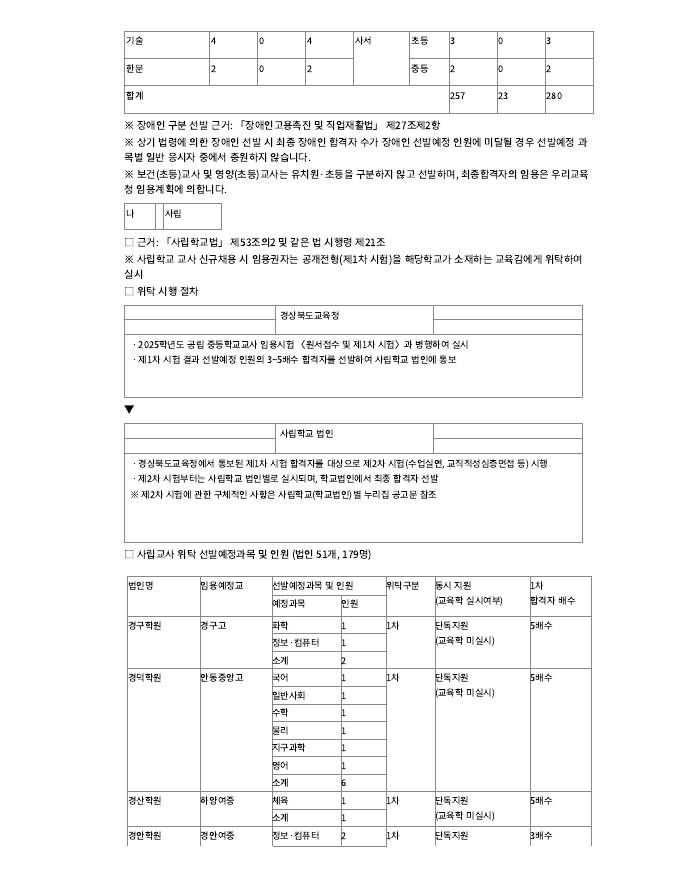 기술 4 0 4 사서 초등 3 0 3
한문 2 0 2 중등 2 0 2
합계 257 23 280
※ 장애인 구분 선발 근거: 「장애인고용촉진 및 직업재활법」 제27조제2항
※ 상기 법령에 의한 장애인 선발 시 최종 장애인 합격자 수가 장애인 선발예정 인원에 미달될 경우 선발예정 과
목별 일반 응시자 중에서 충원하지 않습니다.
※ 보건(초등)교사 및 영양(초등)교사는 유치원·초등을 구분하지 않고 선발하며, 최종합격자의 임용은 우리교육
청 임용계획에 의합니다.
나 사립
□ 근거: 「사립학교법」 제53조의2 및 같은 법 시행령 제21조
※ 사립학교 교사 신규채용 시 임용권자는 공개전형(제1차 시험)을 해당학교가 소재하는 교육감에게 위탁하여
실시
□ 위탁 시행 절차
경상북도교육청
· 2025학년도 공립 중등학교교사 임용시험 〈원서접수 및 제1차 시험〉과 병행하여 실시
· 제1차 시험 결과 선발예정 인원의 3~5배수 합격자를 선발하여 사립학교 법인에 통보
▼
사립학교 법인
· 경상북도교육청에서 통보된 제1차 시험 합격자를 대상으로 제2차 시험(수업실연, 교직적성심층면접 등) 시행
· 제2차 시험부터는 사립학교 법인별로 실시되며, 학교법인에서 최종 합격자 선발
※ 제2차 시험에 관한 구체적인 사항은 사립학교(학교법인)별 누리집 공고문 참조
□ 사립교사 위탁 선발예정과목 및 인원 (법인 51개, 179명)
법인명 임용예정교 선발예정과목 및 인원 위탁구분 동시 지원 1차
(교육학 실시여부) 합격자 배수
예정과목 인원
경구학원 경구고 화학 1 1차 단독지원 5배수
정보·컴퓨터 1 (교육학 미실시)
소계 2
경덕학원 안동중앙고 국어 1 1차 단독지원 5배수
일반사회 1 (교육학 미실시)
수학 1
물리 1
지구과학 1
영어 1
소계 6
경산학원 하양여중 체육 1 1차 단독지원 5배수
소계 1 (교육학 미실시)
경안학원 경안여중 정보·컴퓨터 2 1차 단독지원 3배수